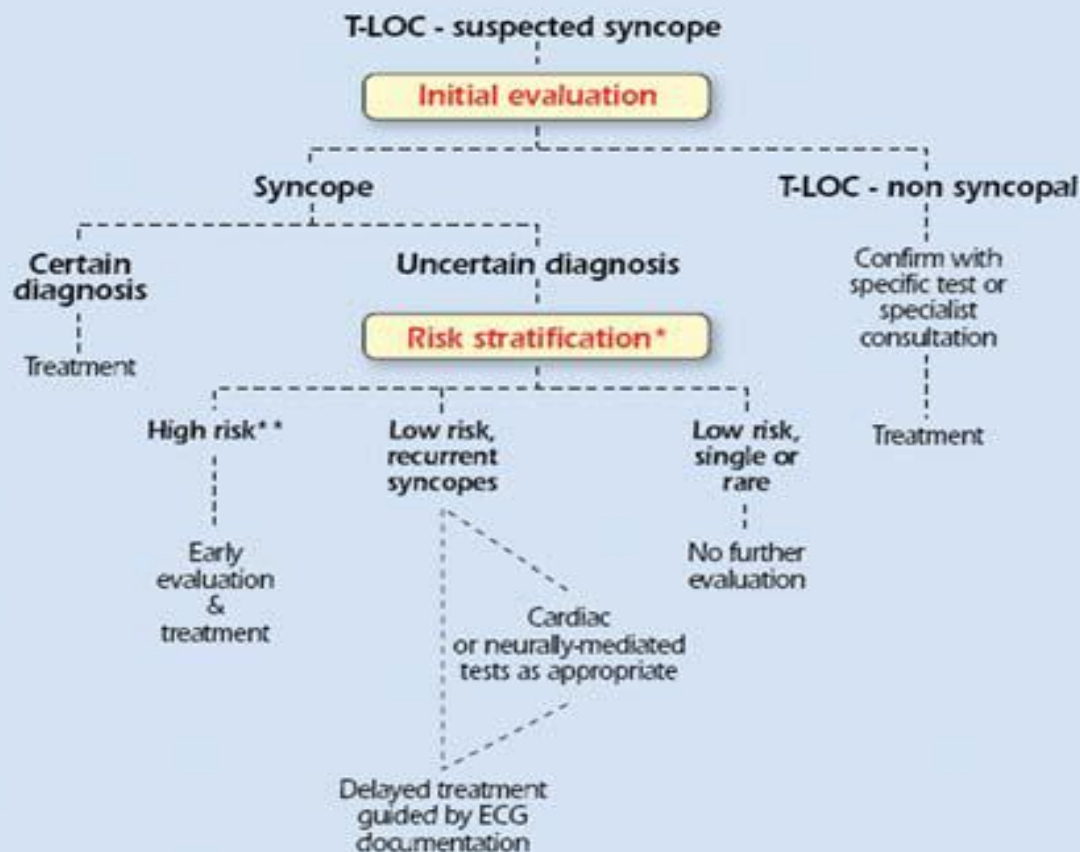 T-LOC - suspected syncope
Initial evaluation
Syncope
T-LOC - non syncopal
Certain
diagnosis
Uncertain diagnosis
Confirm with
specific test or
specialist
consultation
Treatment
Risk stratification*
High risk**
Low risk,
recurrent
syncopes
Low risk,
single or
rare
Treatment
Early
evaluation
&
treatment
No further
evaluation
Cardiac
or neurally-mediated
tests as appropriate
Delayed treatment
guided by ECG
documentation